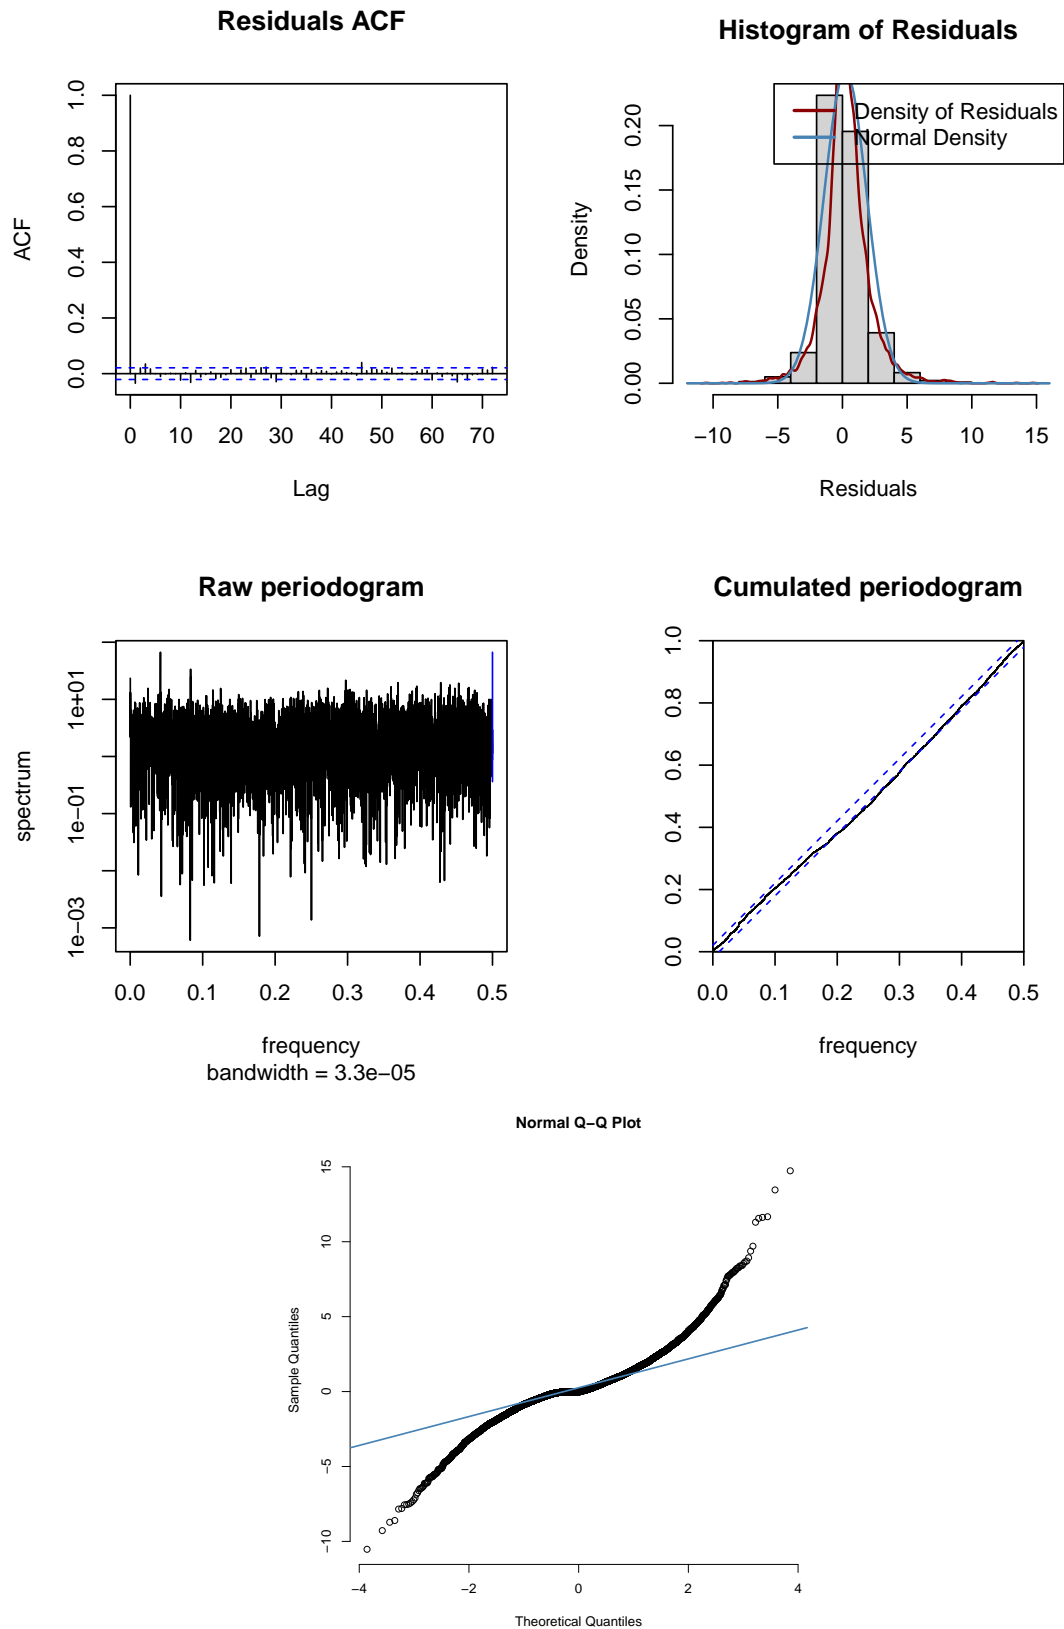 Residuals ACF
ACF
0.0 0.2 0.4 0.6 0.8 1.0
0 10 20 30 40 50 60 70
Lag
Histogram of Residuals
Density of Residuals
Normal Density
Density
0.00 0.05 0.10 0.15 0.20
−10 −5 0 5 10 15
Residuals
Raw periodogram
spectrum
1e−03 1e−01 1e+01
0.0 0.1 0.2 0.3 0.4 0.5
frequency
bandwidth = 3.3e−05
Cumulated periodogram
0.0 0.2 0.4 0.6 0.8 1.0
0.0 0.1 0.2 0.3 0.4 0.5
frequency
Normal Q−Q Plot
Sample Quantiles
−10 −5 0 5 10 15
−4 −2 0 2 4
Theoretical Quantiles